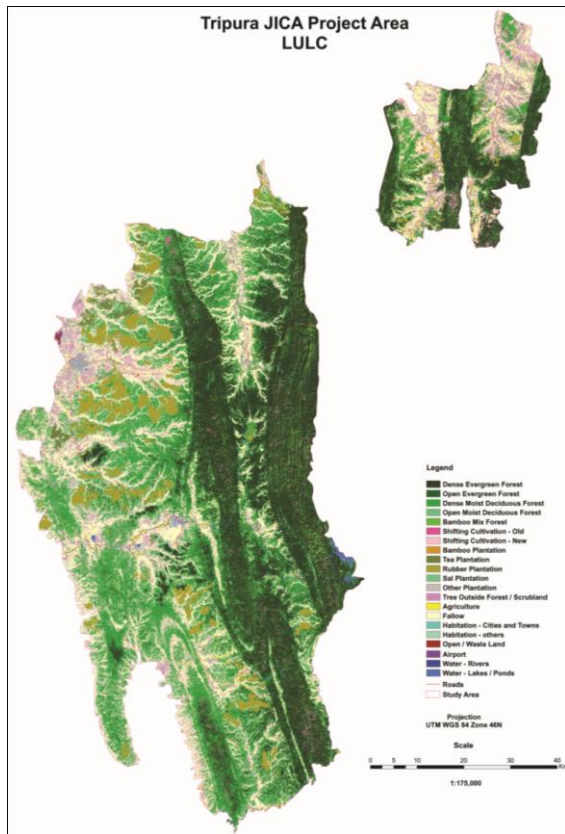 Tripura JICA Project Area
LULC
Legend
Dense Evergreen Forest
Open Evergreen Forest
Dense Moist Deciduous Forest
Open Moist Deciduous Forest
Bamboo Mix Forest
Shifting Cultivation - Old
Shifting Cultivation - New
Bamboo Plantation
Tea Plantation
Rubber Plantation
Sal Plantation
Other Plantation
Tree Outside Forest / Scrubland
Agriculture
Fallow
Habitation - Cities and Towns
Habitation - others
Open / Waste Land
Airport
Water - Rivers
Water - Lakes / Ponds
Roads
Study Area
Projection
UTM WGS 84 Zone 46N
Scale
0 5 10 20 30 40
1:175,000